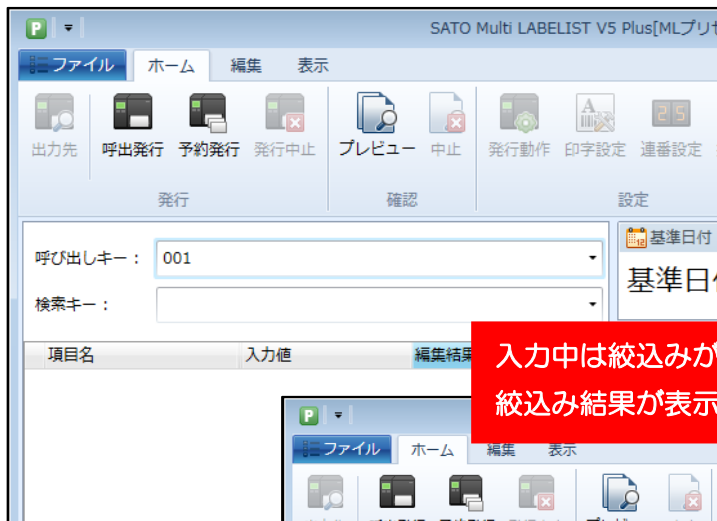 SATO Multi LABELIST V5 Plus[MLプリセ
ファイル ホーム 編集 表示
出力先 呼出発行 予約発行 発行中止 プレビュー 中止 発行動作 印字設定 連番設定
発行 確認 設定
呼び出しキー： 001
検索キー：
基準日付
基準日付
項目名 入力値 編集結果
入力中は絞込みが
絞込み結果が表示
ファイル ホーム 編集 表示